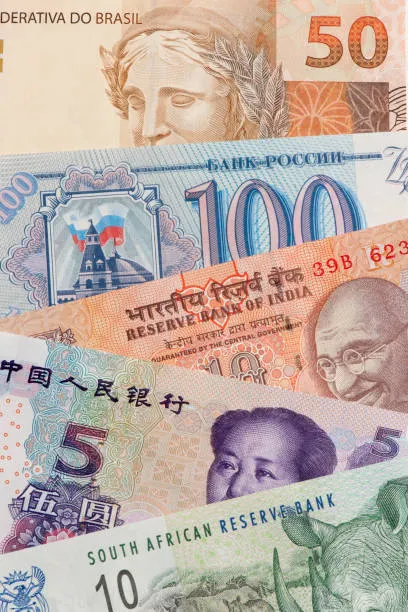 DERATIVA DO BRASIL
50
БАНК РОССИИ
100
100
39B 623
भारतीय रिज़र्व बैंक
RESERVE BANK OF INDIA
केन्द्रीय सरकार द्वारा प्रत्याभूत
GUARANTEED BY THE CENTRAL GOVERNMENT
10
中国人民银行
5
5
伍圆
SOUTH AFRICAN RESERVE BANK
10